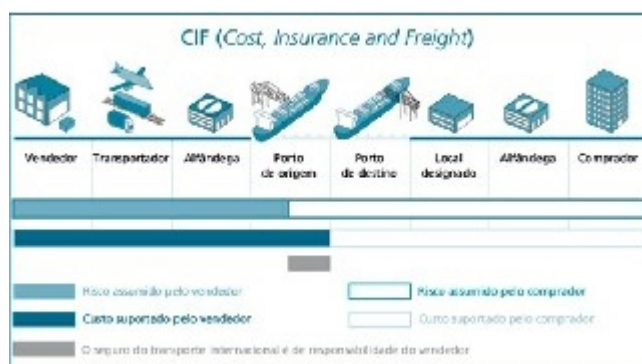 CIF (Cost, Insurance and Freight)
Vendedor
Transportador
Alfândega
Porto
de origem
Porto
de destino
Local
designado
Alfândega
Comprador
Risco assumido pelo vendedor
Risco assumido pelo comprador
Custo suportado pelo vendedor
Custo suportado pelo comprador
O seguro do transporte internacional é de responsabilidade do vendedor